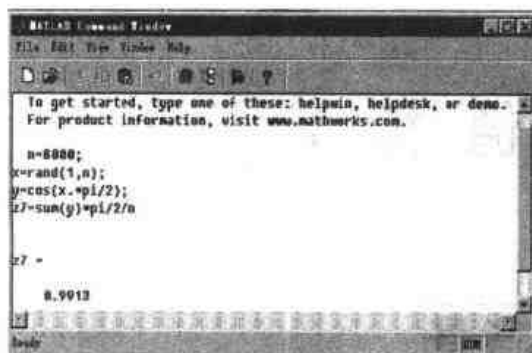 MATLAB Command Window
File Edit View Window Help
To get started, type one of these: helpwin, helpdesk, or demo.
For product information, visit www.mathworks.com.
n=8000;
x=rand(1,n);
y=cos(x.*pi/2);
z7=sum(y)*pi/2/n
z7 =
0.9913
Ready